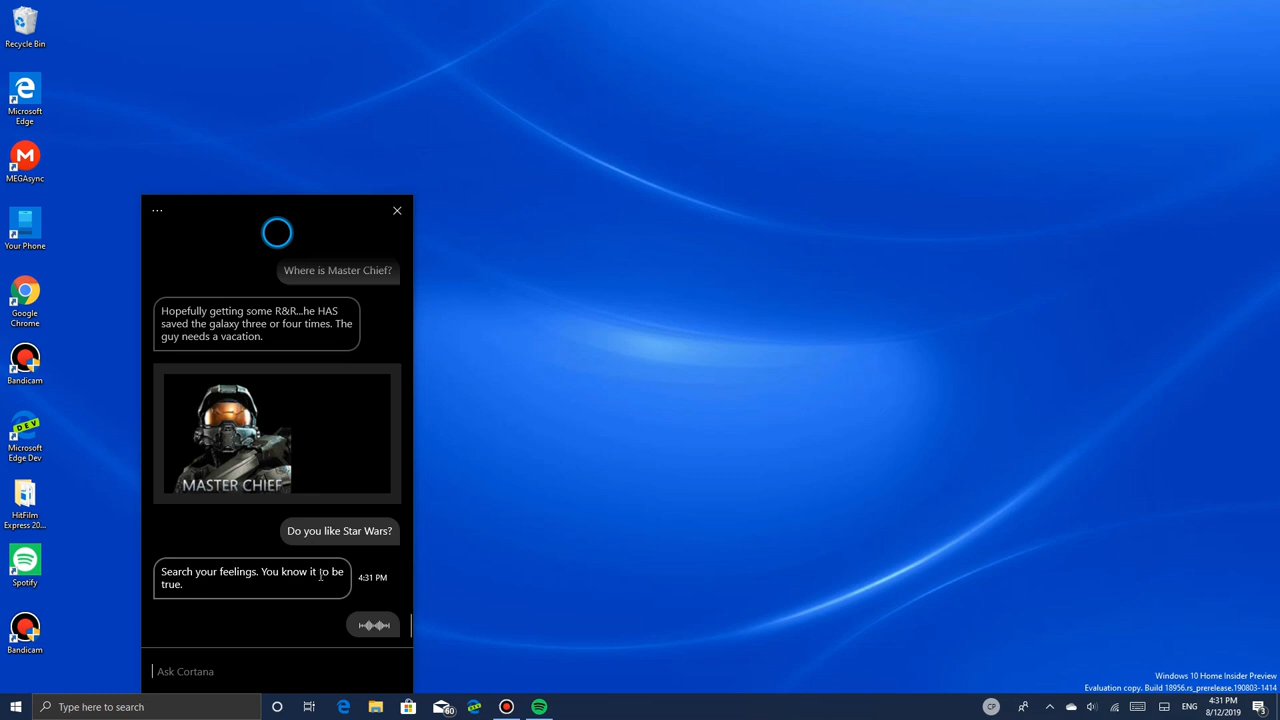 Recycle Bin
Microsoft
Edge
MEGAsync
Your Phone
Google
Chrome
Bandicam
DEV
Microsoft
Edge Dev
HitFilm
Express 20...
Spotify
Bandicam
...
Where is Master Chief?
Hopefully getting some R&R...he HAS
saved the galaxy three or four times. The
guy needs a vacation.
MASTER CHIEF
Do you like Star Wars?
Search your feelings. You know it to be
true.
4:31 PM
Ask Cortana
Windows 10 Home Insider Preview
Evaluation copy. Build 18956.rs_prerelease.190803-1414
Type here to search
60
CP
4:31 PM
8/12/2019
3